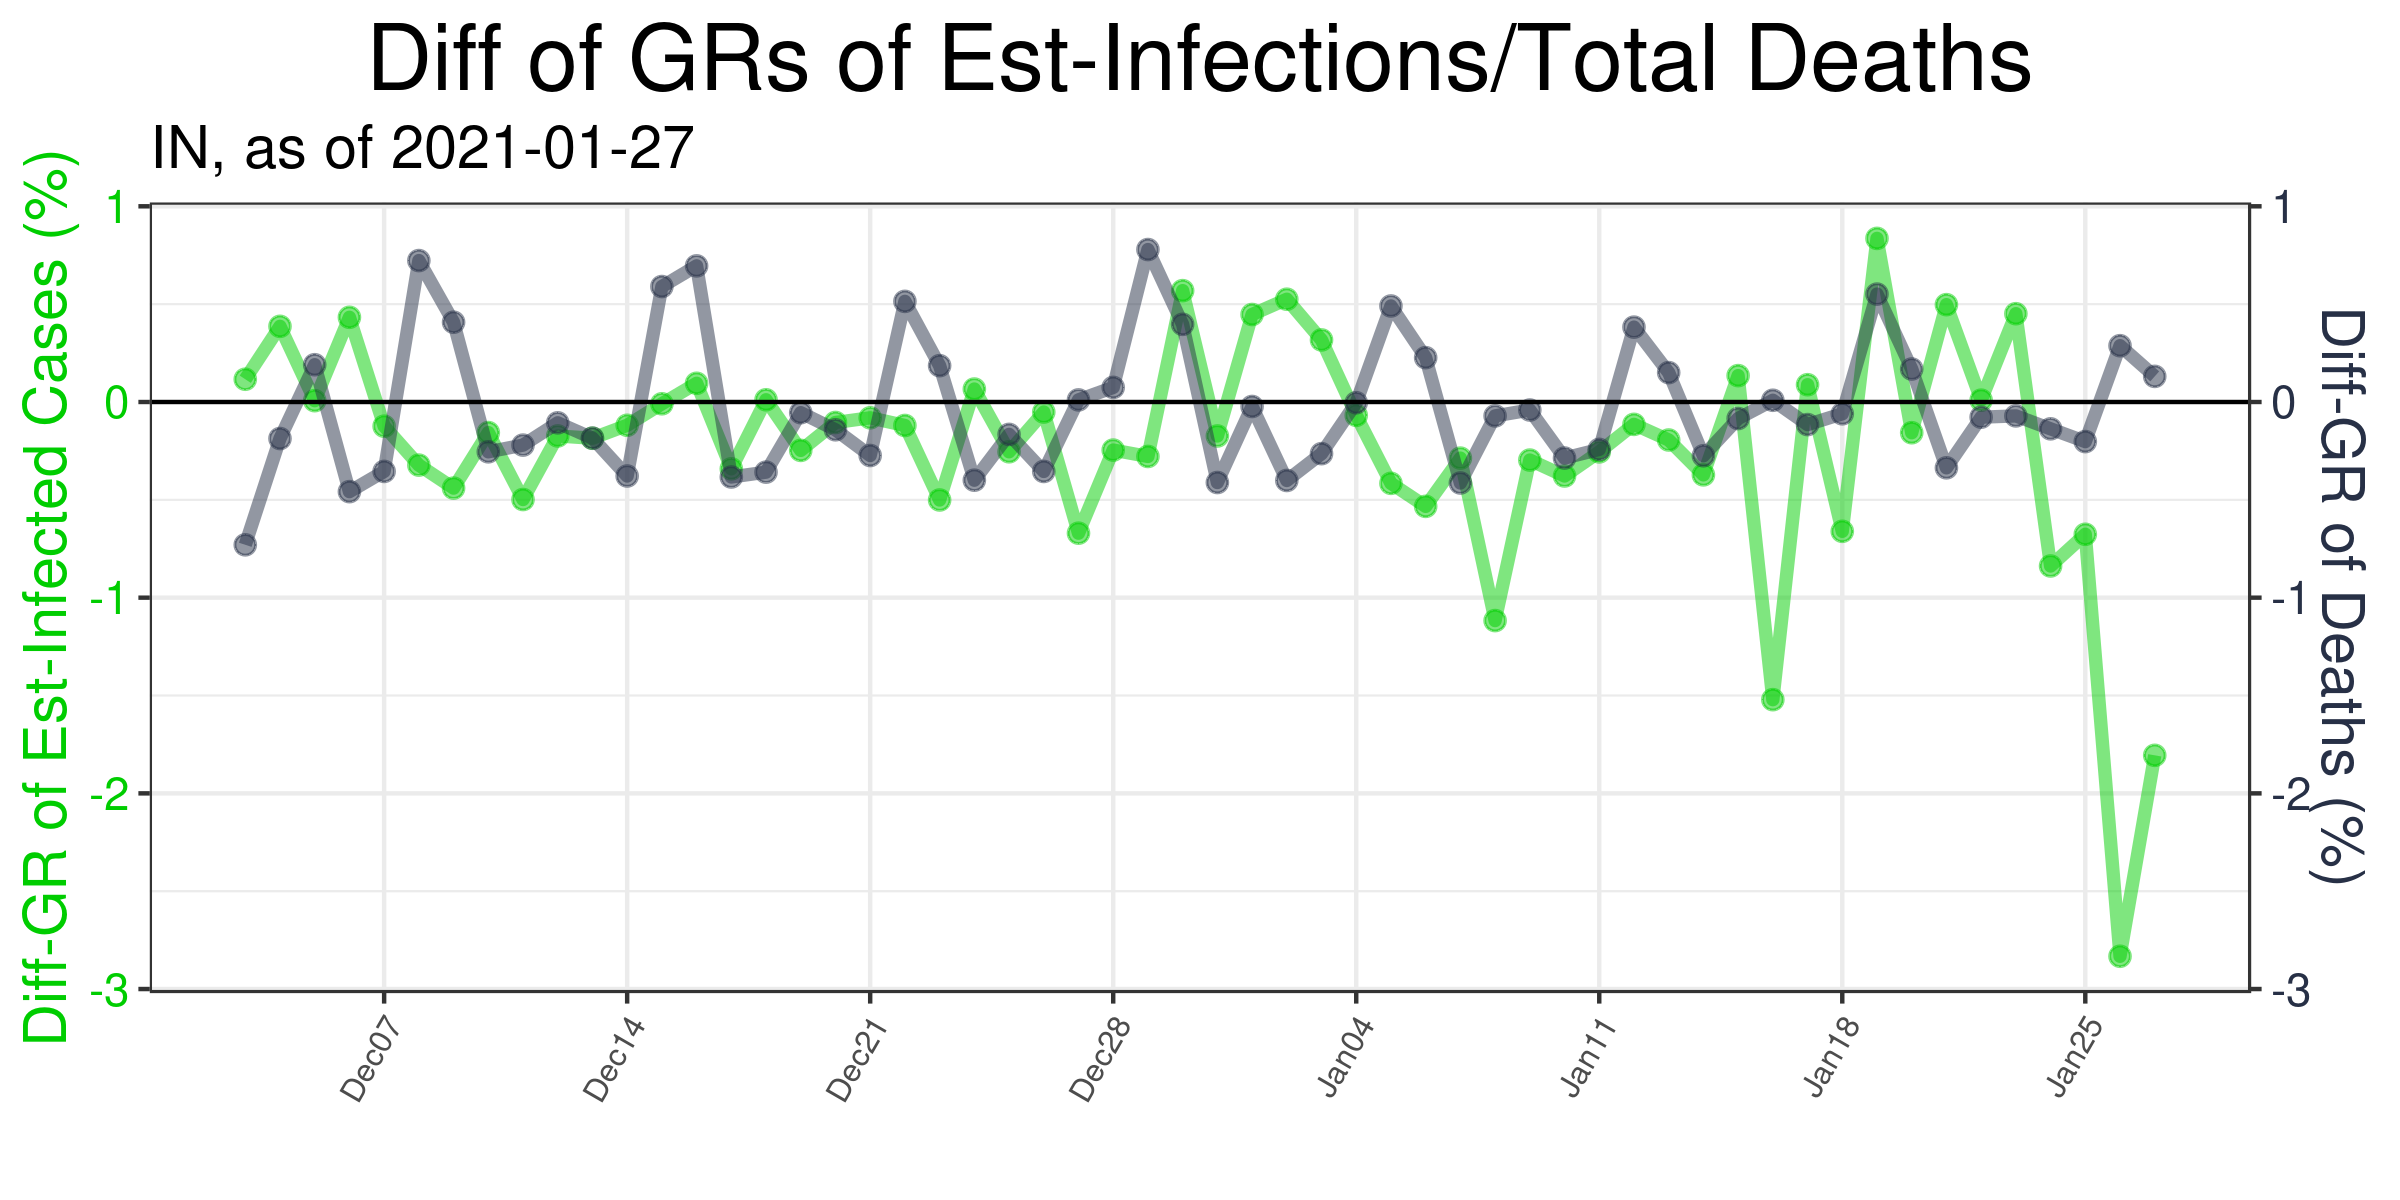 Diff of GRs of Est-Infections/Total Deaths
IN, as of 2021-01-27
Diff-GR of Est-Infected Cases (%)
1
0
-1
-2
-3
1
0
-1
-2
-3
Diff-GR of Deaths (%)
Dec07
Dec14
Dec21
Dec28
Jan04
Jan11
Jan18
Jan25